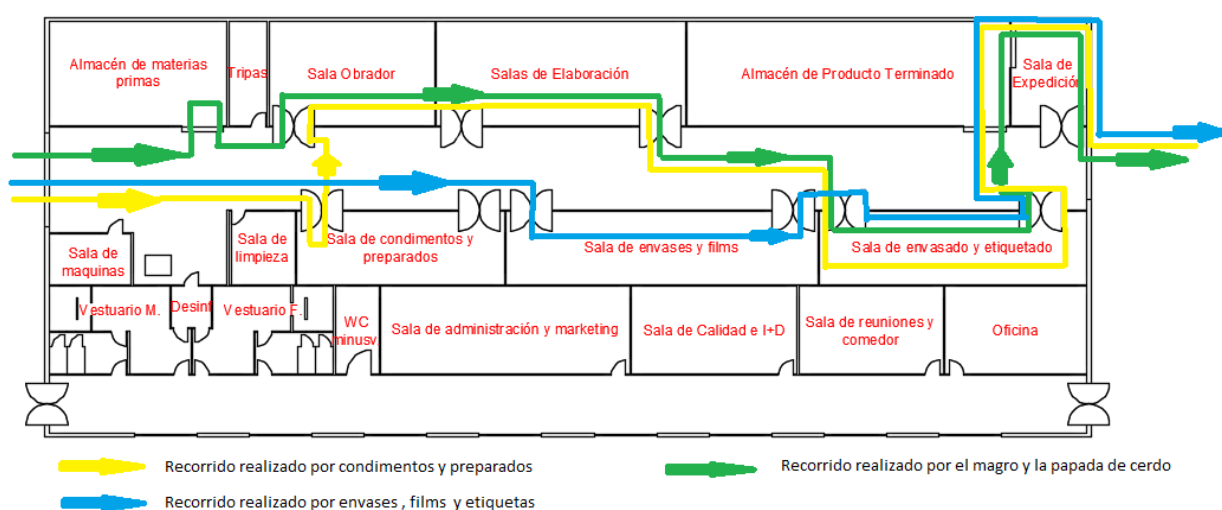 Almacén de materias
primas
Tripas
Sala Obrador
Salas de Elaboración
Almacén de Producto Terminado
Sala de
Expedición
Sala de
maquinas
Sala de
limpieza
Sala de condimentos y
preparados
Sala de envases y films
Sala de envasado y etiquetado
Vestuario M.
Desinf
Vestuario F.
WC
minusv
Sala de administración y marketing
Sala de Calidad e I+D
Sala de reuniones y
comedor
Oficina
Recorrido realizado por condimentos y preparados
Recorrido realizado por el magro y la papada de cerdo
Recorrido realizado por envases , films y etiquetas